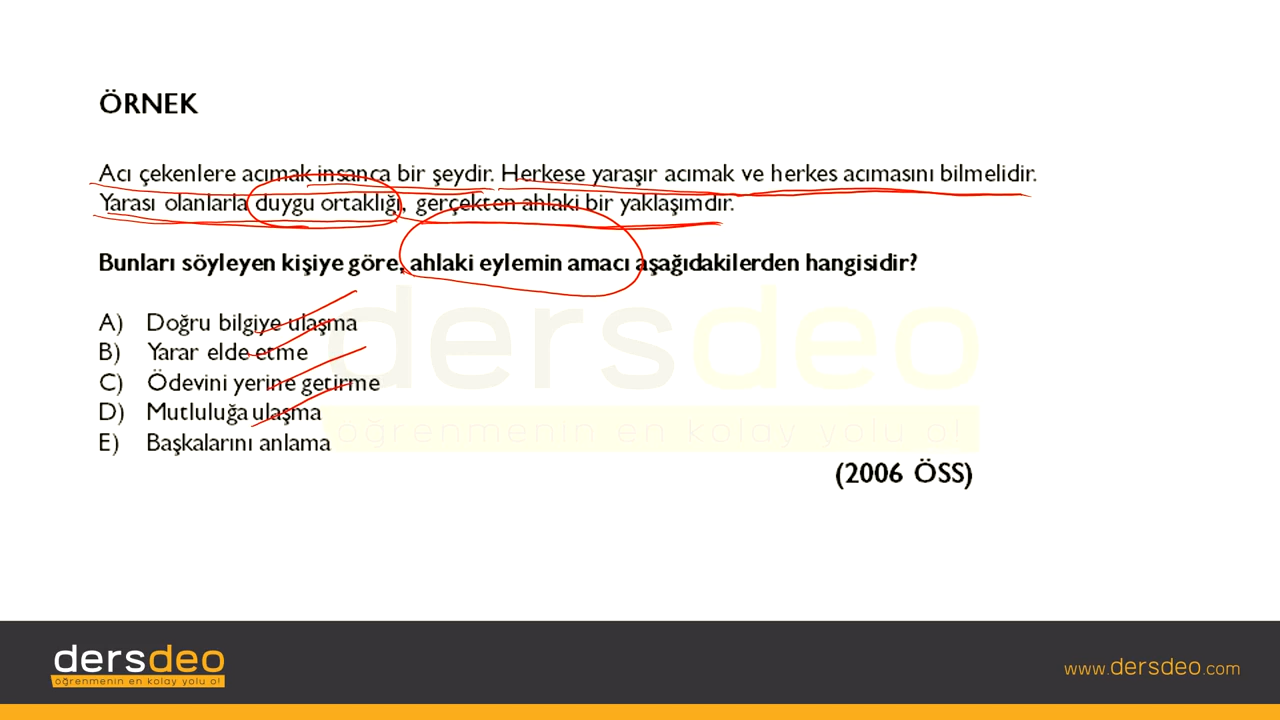 ÖRNEK
Acı çekenlere acımak insanca bir şeydir. Herkese yaraşır acımak ve herkes acımasını bilmelidir.
Yarası olanlarla duygu ortaklığı, gerçekten ahlaki bir yaklaşımdır.
Bunları söyleyen kişiye göre, ahlaki eylemin amacı aşağıdakilerden hangisidir?
A) Doğru bilgiye ulaşma
B) Yarar elde etme
C) Ödevini yerine getirme
D) Mutluluğa ulaşma
E) Başkalarını anlama
(2006 ÖSS)
dersdeo
öğrenmenin en kolay yolu o!
dersdeo
öğrenmenin en kolay yolu o!
www.dersdeo.com